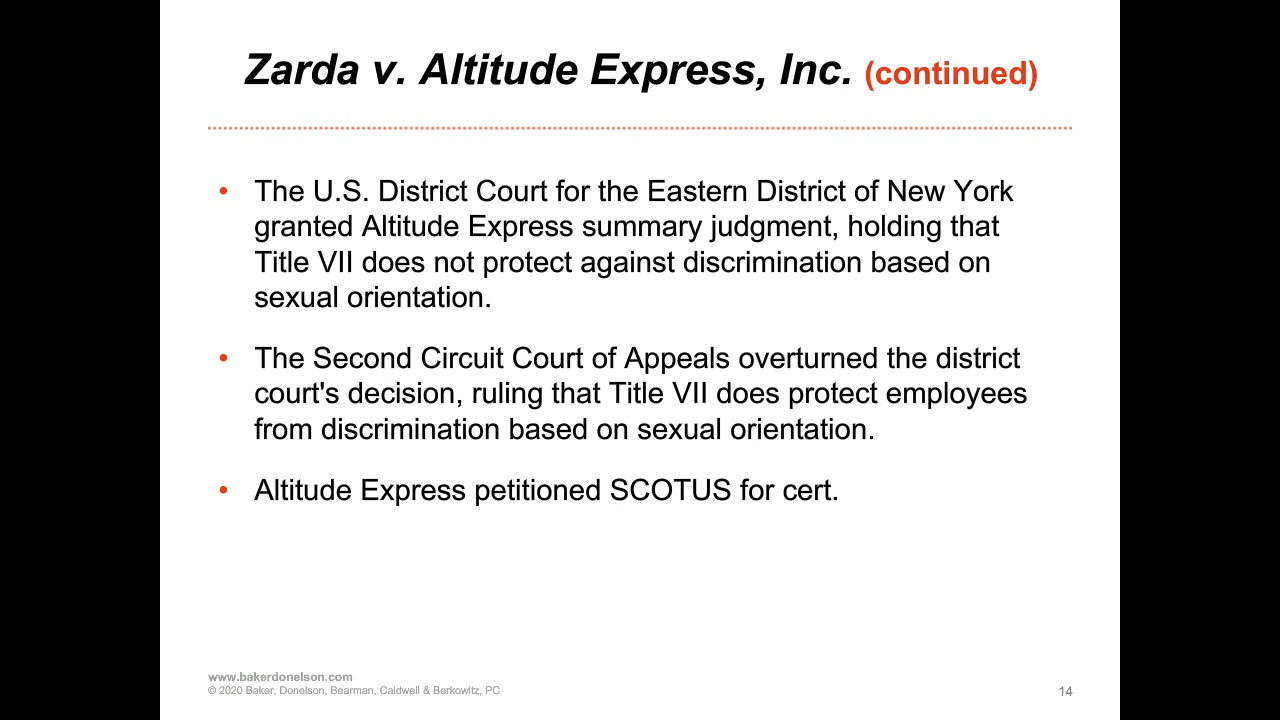 Zarda v. Altitude Express, Inc. (continued)
• The U.S. District Court for the Eastern District of New York
granted Altitude Express summary judgment, holding that
Title VII does not protect against discrimination based on
sexual orientation.
• The Second Circuit Court of Appeals overturned the district
court's decision, ruling that Title VII does protect employees
from discrimination based on sexual orientation.
• Altitude Express petitioned SCOTUS for cert.
www.bakerdonelson.com
© 2020 Baker, Donelson, Bearman, Caldwell & Berkowitz, PC
14